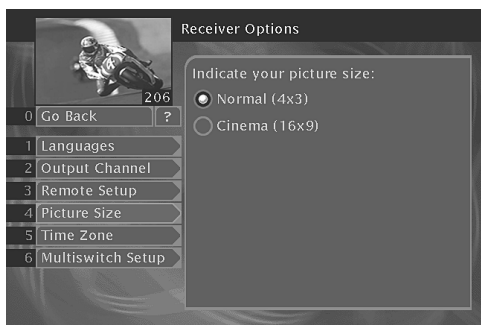 Receiver Options
206
0 Go Back ?
1 Languages
2 Output Channel
3 Remote Setup
4 Picture Size
5 Time Zone
6 Multiswitch Setup
Indicate your picture size:
Normal (4x3)
Cinema (16x9)